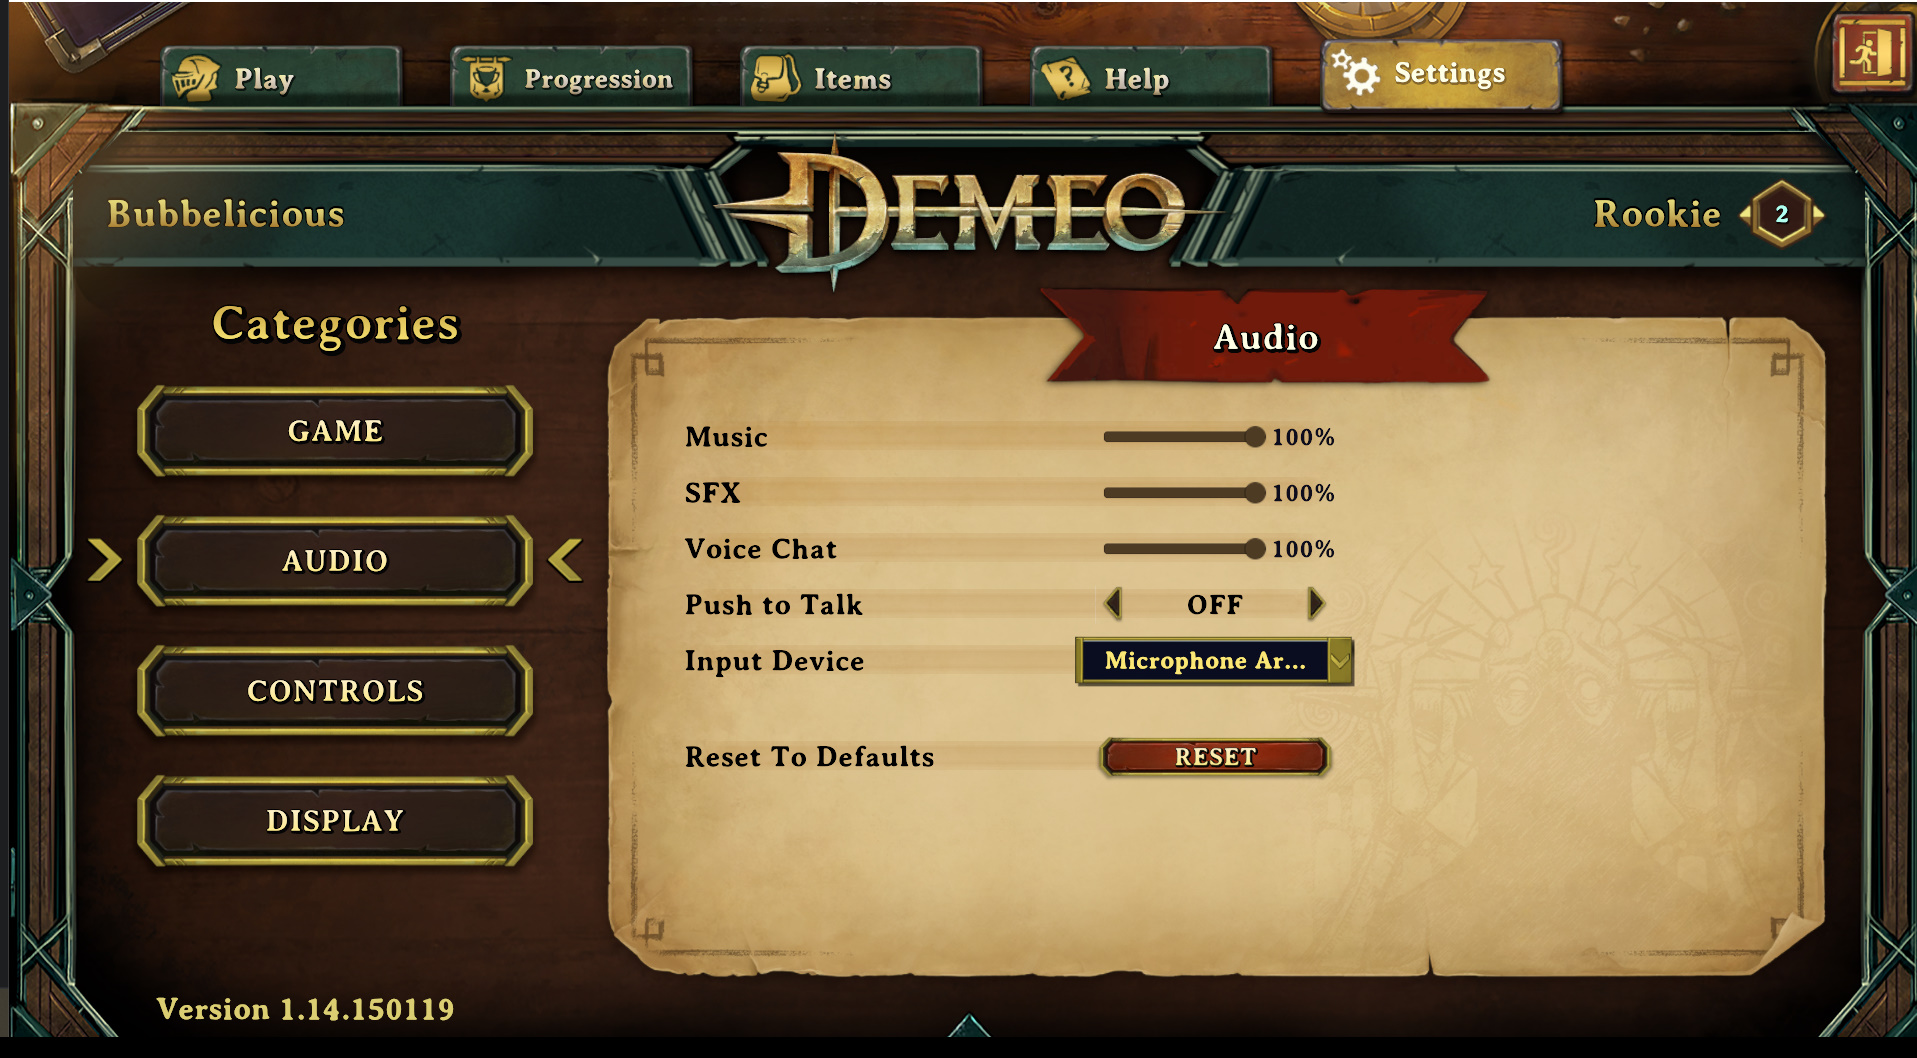 Play
Progression
Items
Help
Settings
Bubbelicious
DEMEO
Rookie
2
Categories
GAME
AUDIO
CONTROLS
DISPLAY
Version 1.14.150119
Audio
Music 100%
SFX 100%
Voice Chat 100%
Push to Talk OFF
Input Device Microphone Ar...
Reset To Defaults RESET